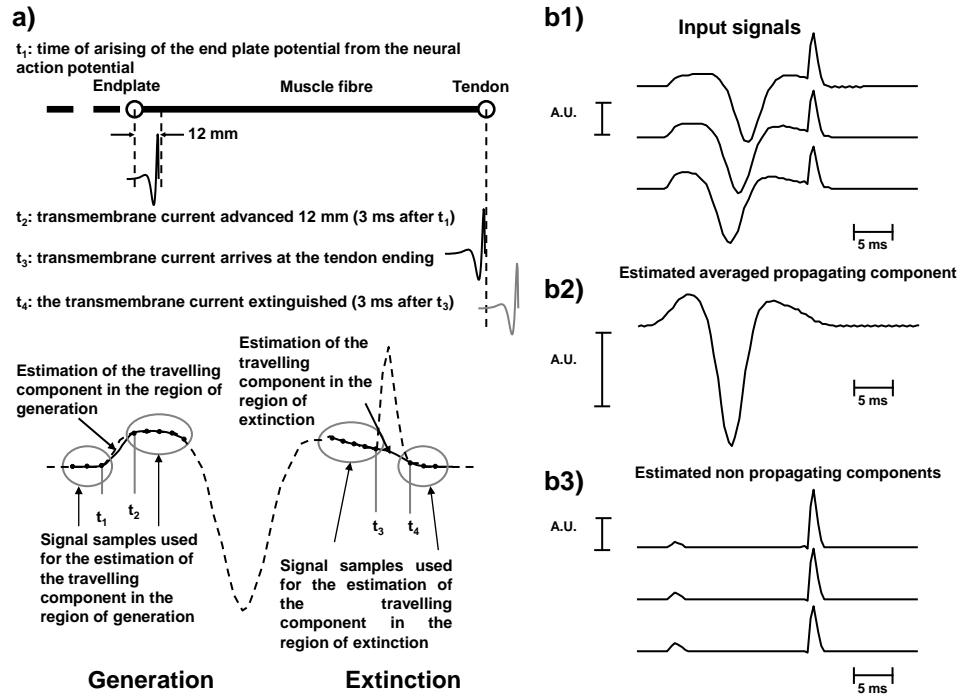 a)
t1: time of arising of the end plate potential from the neural
action potential
Endplate
Muscle fibre
Tendon
12 mm
t2: transmembrane current advanced 12 mm (3 ms after t1)
t3: transmembrane current arrives at the tendon ending
t4: the transmembrane current extinguished (3 ms after t3)
Estimation of the travelling
component in the region of
generation
Estimation of the
travelling
component in the
region of
extinction
t1
t2
t3
t4
Signal samples used
for the estimation of
the travelling
component in the
region of generation
Signal samples used
for the estimation of
the travelling
component in the
region of extinction
Generation
Extinction
b1)
Input signals
A.U.
5 ms
b2)
Estimated averaged propagating component
A.U.
5 ms
b3)
Estimated non propagating components
A.U.
5 ms